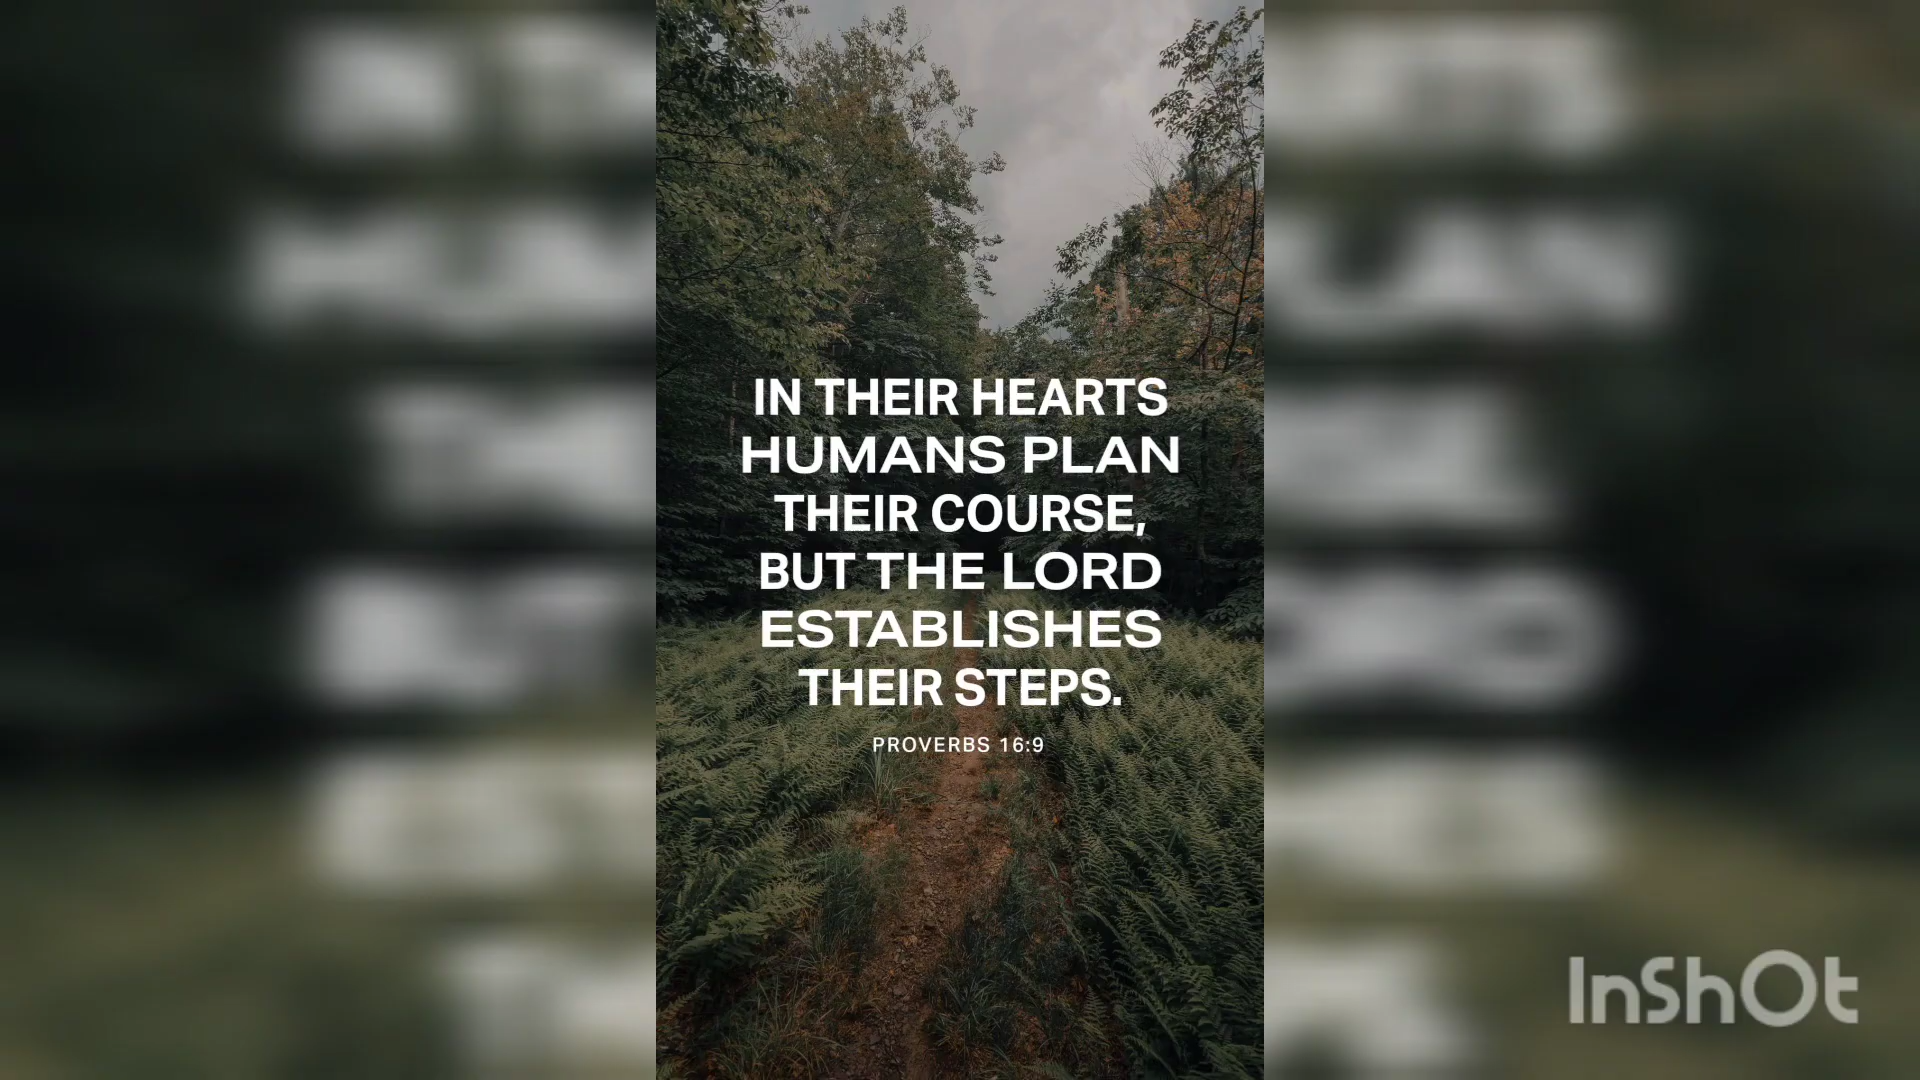 IN THEIR HEARTS
HUMANS PLAN
THEIR COURSE,
BUT THE LORD
ESTABLISHES
THEIR STEPS.
PROVERBS 16:9
InShOt